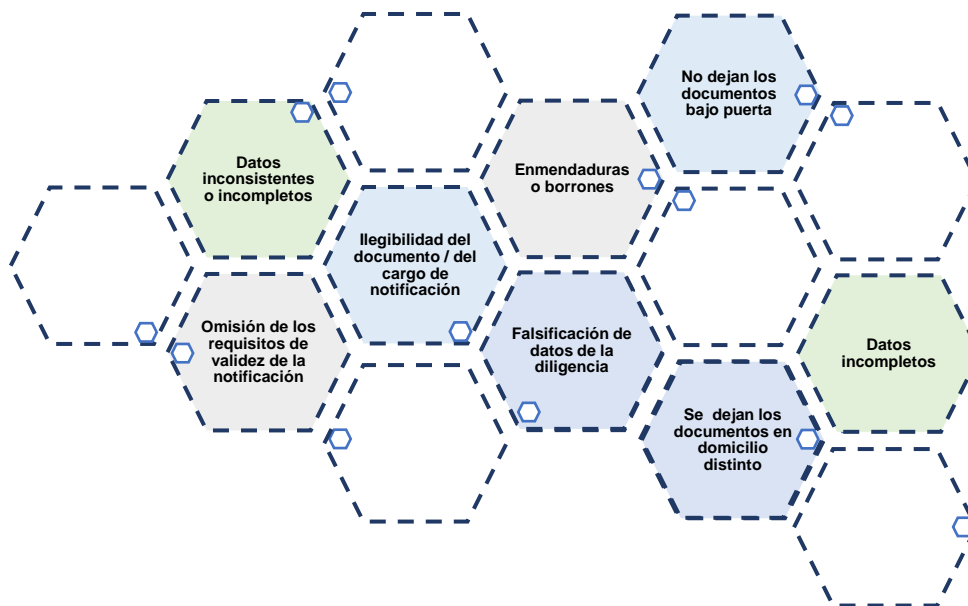 No dejan los
documentos
bajo puerta
Datos
inconsistentes
o incompletos
Enmendaduras
o borrones
Ilegibilidad del
documento / del
cargo de
notificación
Omisión de los
requisitos de
validez de la
notificación
Falsificación de
datos de la
diligencia
Datos
incompletos
Se dejan los
documentos en
domicilio
distinto